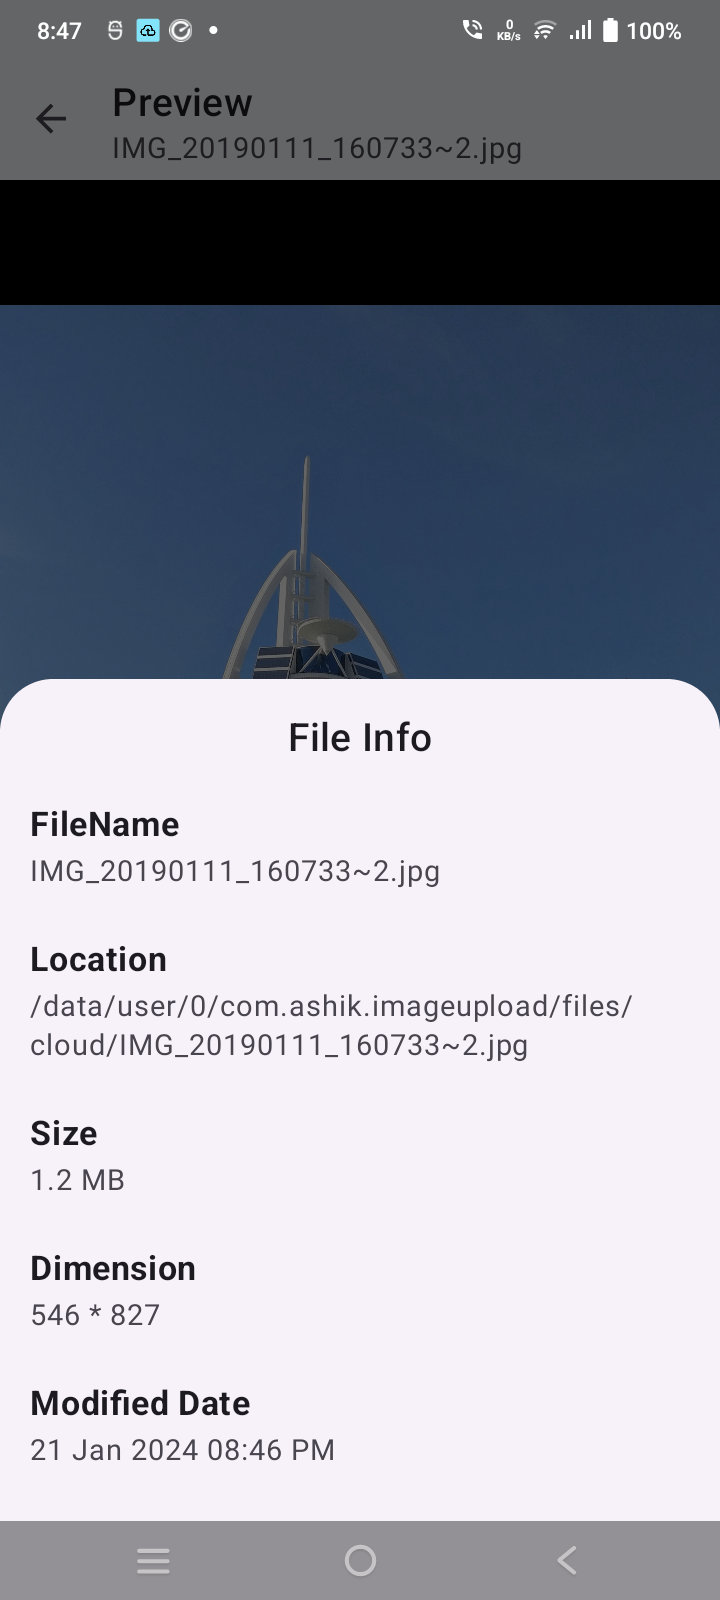 8:47
0
KB/s
100%
Preview
IMG_20190111_160733~2.jpg
File Info
FileName
IMG_20190111_160733~2.jpg
Location
/data/user/0/com.ashik.imageupload/files/
cloud/IMG_20190111_160733~2.jpg
Size
1.2 MB
Dimension
546 * 827
Modified Date
21 Jan 2024 08:46 PM